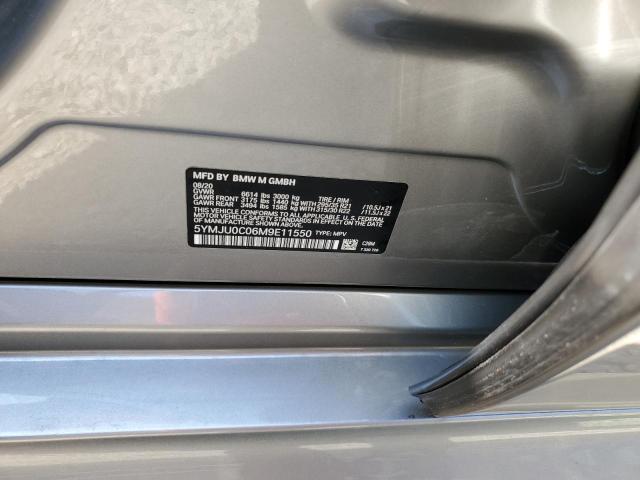 MFD BY BMW M GMBH
08/20
GVWR 6614 lbs 3000 kg TIRE / RIM
GAWR FRONT 3175 lbs 1440 kg WITH 295/35 R21 / 10.5J x 21
GAWR REAR 3494 lbs 1585 kg WITH 315/30 R22 / 11.5J x 22
THIS VEHICLE CONFORMS TO ALL APPLICABLE U.S. FEDERAL
MOTOR VEHICLE SAFETY STANDARDS IN EFFECT ON THE
DATE OF MANUFACTURE SHOWN ABOVE.
5YMJU0C06M9E11550 TYPE: MPV